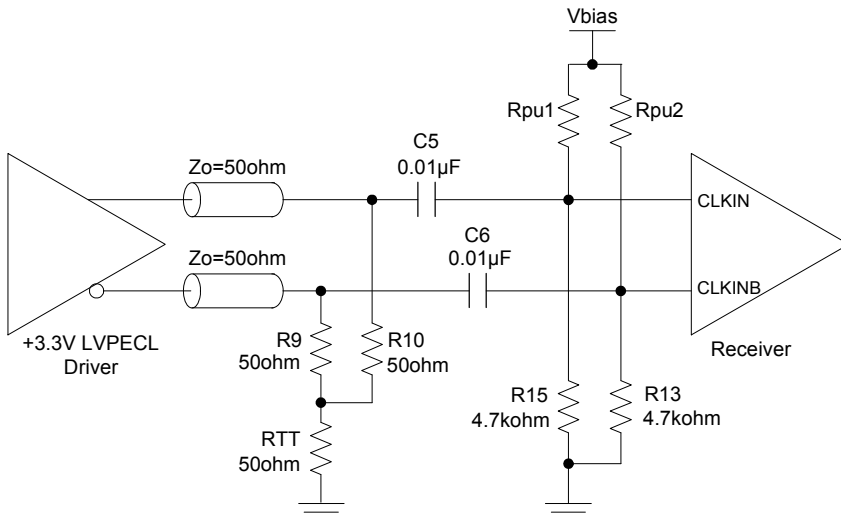 Vbias
Rpu1
Rpu2
C5
0.01µF
Zo=50ohm
CLKIN
C6
0.01µF
Zo=50ohm
CLKINB
+3.3V LVPECL
Driver
R9
50ohm
R10
50ohm
Receiver
R15
4.7kohm
R13
4.7kohm
RTT
50ohm